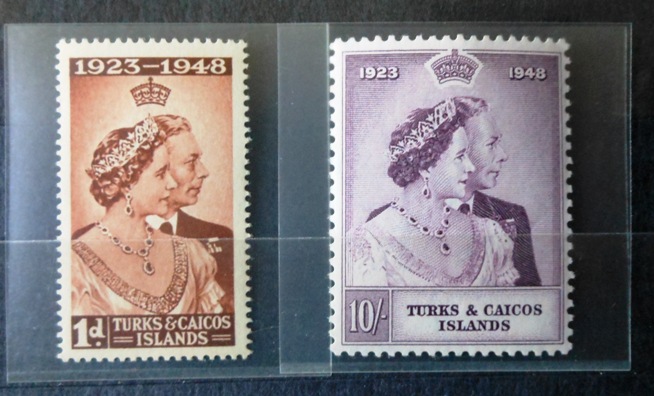 1923–1948
1d.
TURKS & CAICOS
ISLANDS
1923 1948
10/-
TURKS & CAICOS
ISLANDS